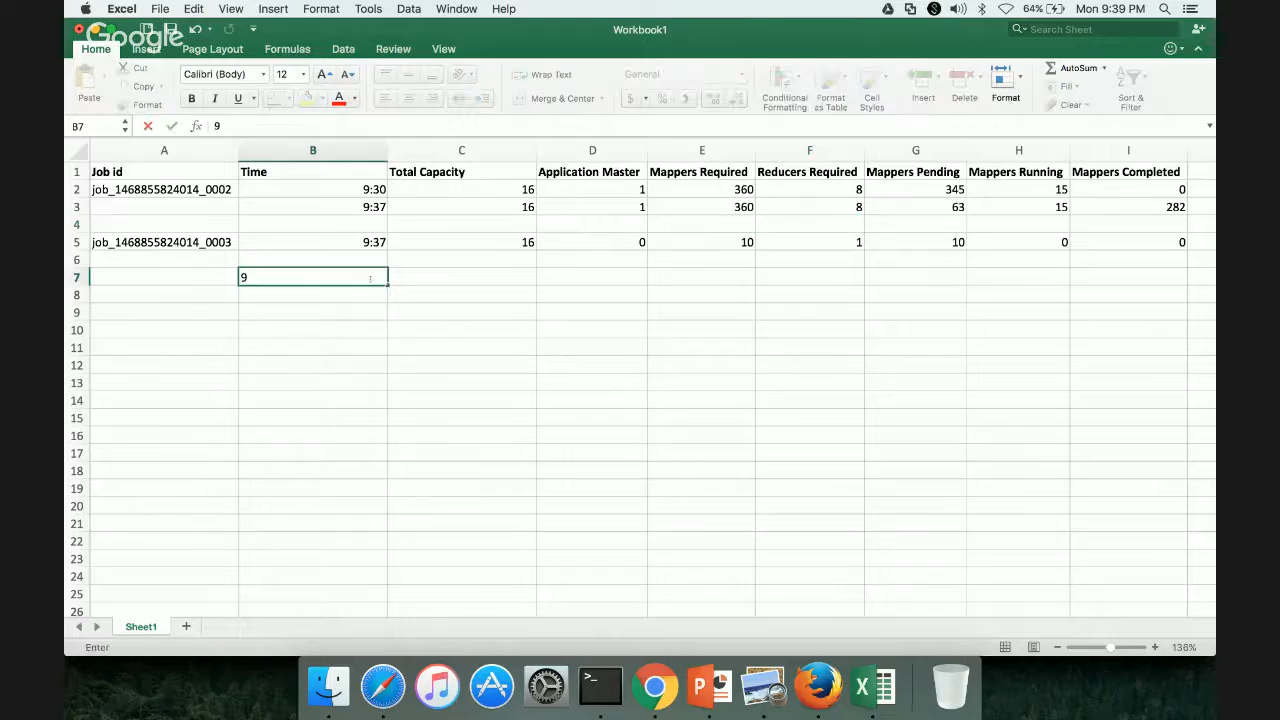 Excel File Edit View Insert Format Tools Data Window Help 64% Mon 9:39 PM
Google
Workbook1
Search Sheet
Home Insert Page Layout Formulas Data Review View
Paste Cut Copy Format
Calibri (Body) 12 A A
B I U A
Wrap Text
Merge & Center
General
$ %
Conditional Formatting
Format as Table
Cell Styles
Insert Delete Format
AutoSum
Fill
Clear
Sort & Filter
B7 fx 9
A B C D E F G H I
1 Job id Time Total Capacity Application Master Mappers Required Reducers Required Mappers Pending Mappers Running Mappers Completed
2 job_1468855824014_0002 9:30 16 1 360 8 345 15 0
3 9:37 16 1 360 8 63 15 282
4
5 job_1468855824014_0003 9:37 16 0 10 1 10 0 0
6
7 9
8
9
10
11
12
13
14
15
16
17
18
19
20
21
22
23
24
25
26
Sheet1
Enter 136%